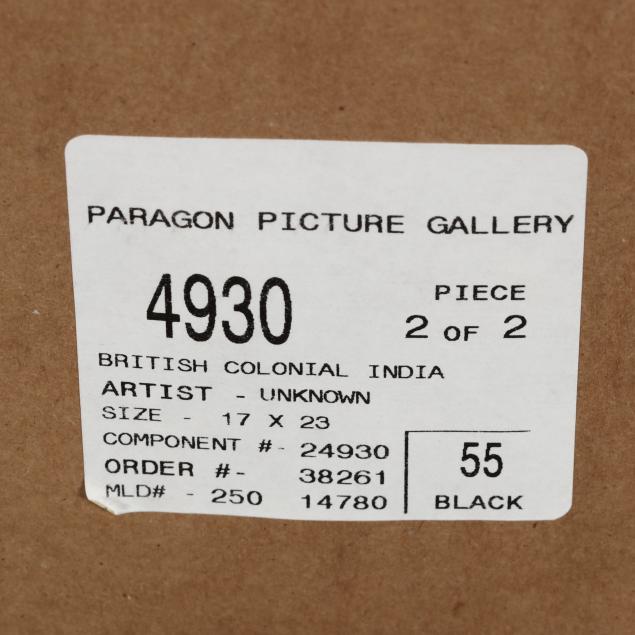 PARAGON PICTURE GALLERY
4930
PIECE
2 OF 2
BRITISH COLONIAL INDIA
ARTIST - UNKNOWN
SIZE - 17 X 23
COMPONENT #- 24930
ORDER #- 38261
MLD# - 250 14780
55
BLACK